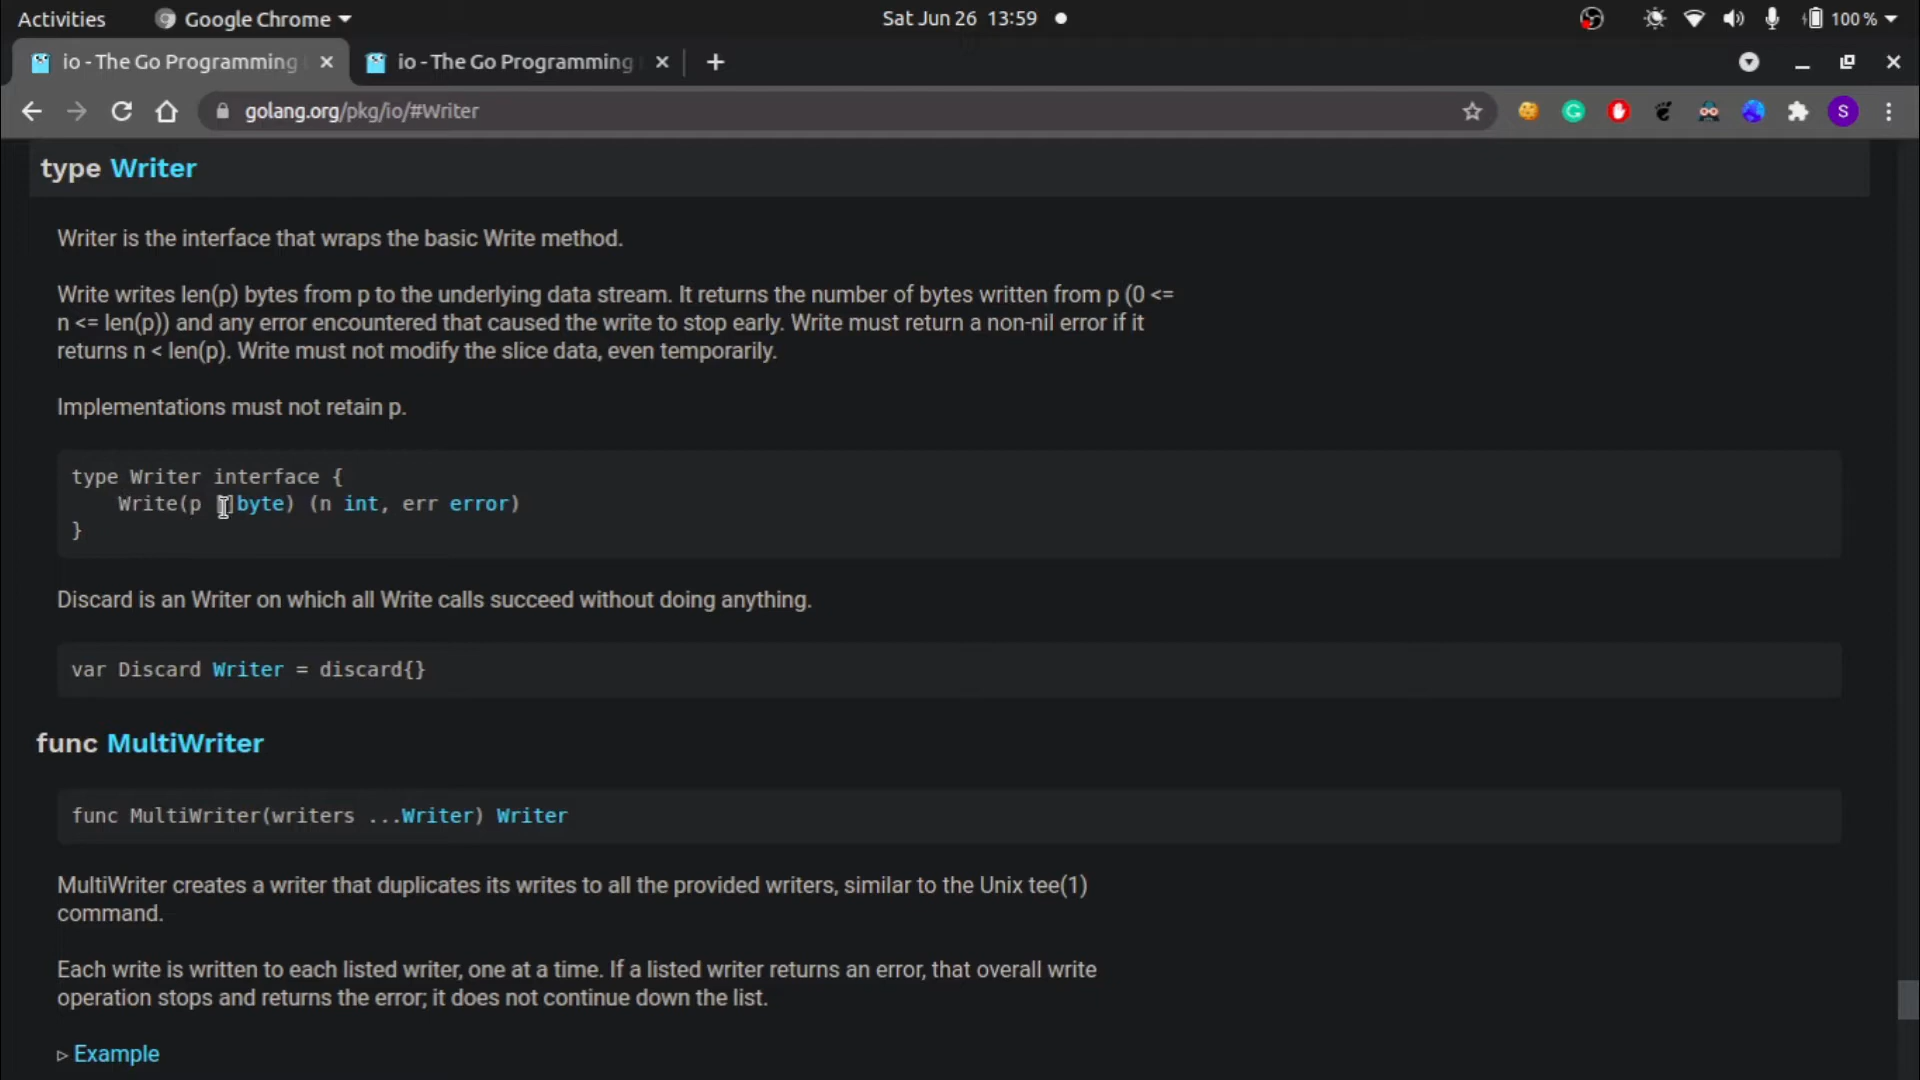 Activities Google Chrome Sat Jun 26 13:59 100 %
io - The Go Programming io - The Go Programming
golang.org/pkg/io/#Writer S
type Writer
Writer is the interface that wraps the basic Write method.
Write writes len(p) bytes from p to the underlying data stream. It returns the number of bytes written from p (0 <=
n <= len(p)) and any error encountered that caused the write to stop early. Write must return a non-nil error if it
returns n < len(p). Write must not modify the slice data, even temporarily.
Implementations must not retain p.
type Writer interface {
Write(p []byte) (n int, err error)
}
Discard is an Writer on which all Write calls succeed without doing anything.
var Discard Writer = discard{}
func MultiWriter
func MultiWriter(writers ...Writer) Writer
MultiWriter creates a writer that duplicates its writes to all the provided writers, similar to the Unix tee(1)
command.
Each write is written to each listed writer, one at a time. If a listed writer returns an error, that overall write
operation stops and returns the error; it does not continue down the list.
▹ Example